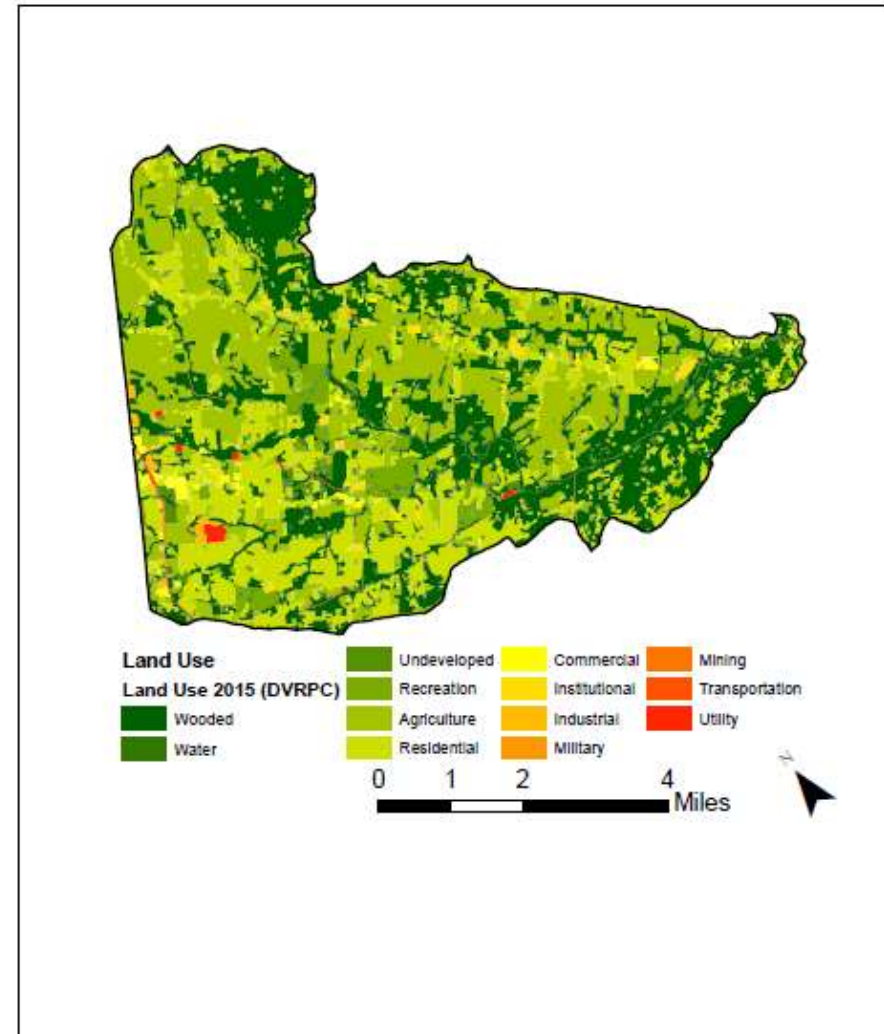 Land Use
Land Use 2015 (DVRPC)
Wooded
Water
Undeveloped
Recreation
Agriculture
Residential
Commercial
Institutional
Industrial
Military
Mining
Transportation
Utility
0 1 2 4
Miles
N